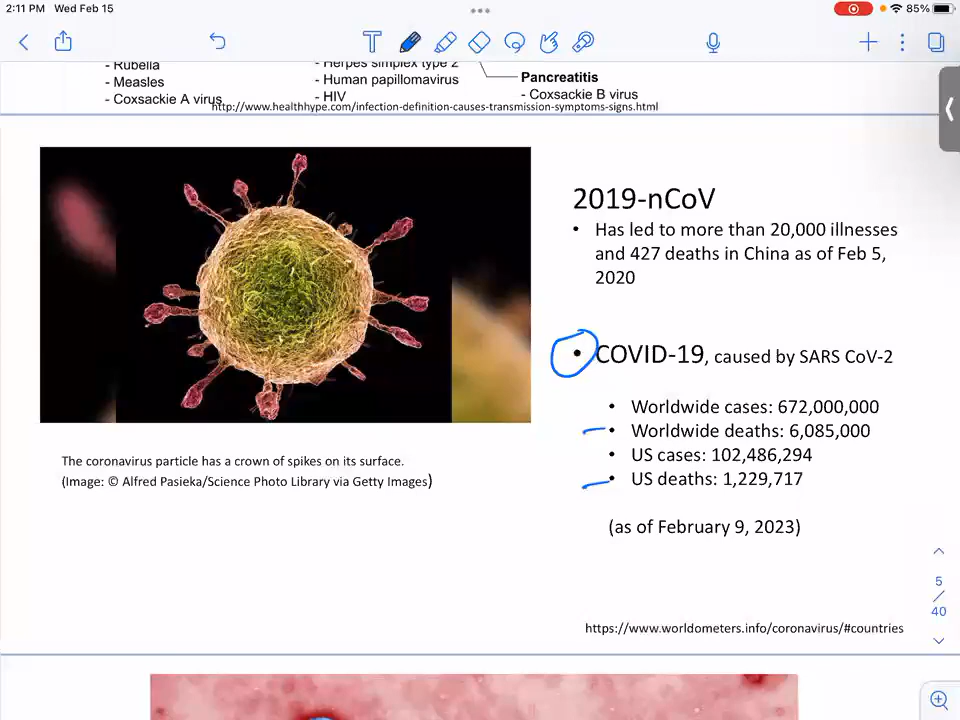 2:11 PM Wed Feb 15
85%
- Rubella
- Herpes simplex type 2
- Measles
- Human papillomavirus
Pancreatitis
- Coxsackie A virus
- HIV
- Coxsackie B virus
http://www.healthhype.com/infection-definition-causes-transmission-symptoms-signs.html
2019-nCoV
• Has led to more than 20,000 illnesses
and 427 deaths in China as of Feb 5,
2020
• COVID-19, caused by SARS CoV-2
• Worldwide cases: 672,000,000
• Worldwide deaths: 6,085,000
• US cases: 102,486,294
• US deaths: 1,229,717
(as of February 9, 2023)
The coronavirus particle has a crown of spikes on its surface.
(Image: © Alfred Pasieka/Science Photo Library via Getty Images)
5
/
40
https://www.worldometers.info/coronavirus/#countries